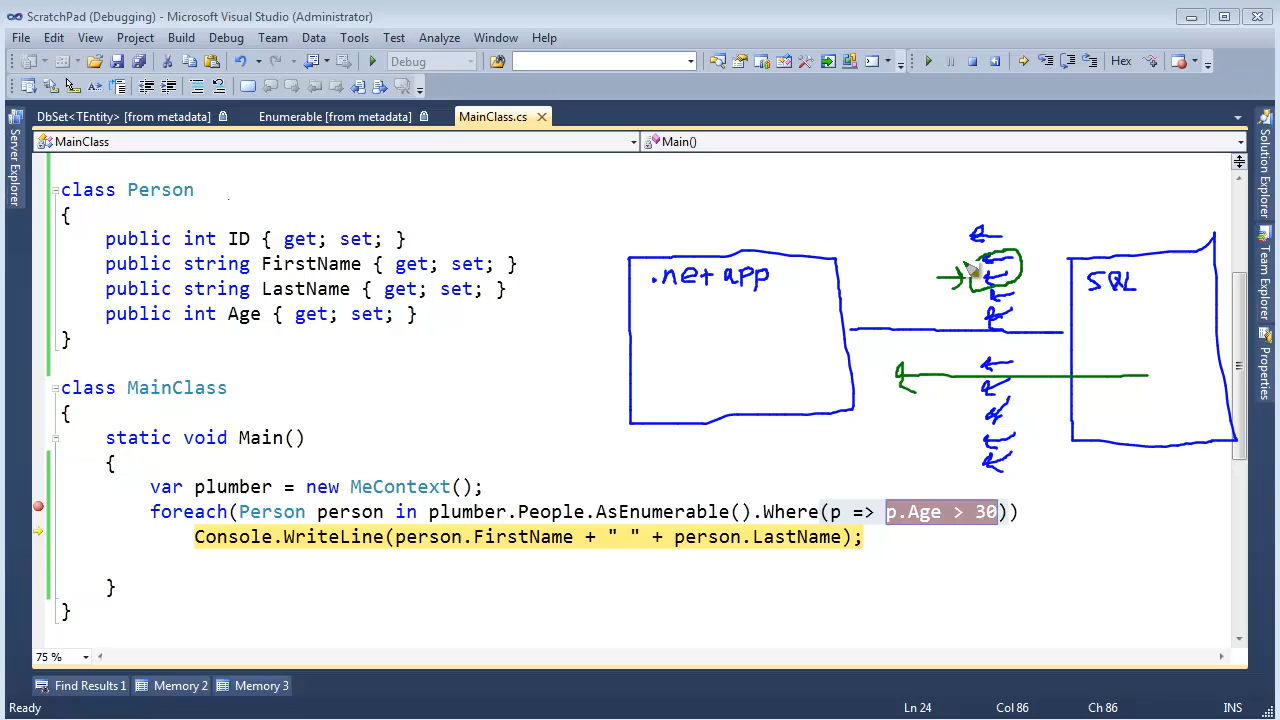 ScratchPad (Debugging) - Microsoft Visual Studio (Administrator)
File Edit View Project Build Debug Team Data Tools Test Analyze Window Help
Debug
Hex
DbSet<TEntity> [from metadata] Enumerable [from metadata] MainClass.cs
MainClass Main()
Server Explorer
Solution Explorer
Team Explorer
Properties
class Person
{
public int ID { get; set; }
public string FirstName { get; set; }
public string LastName { get; set; }
public int Age { get; set; }
}
.net app
SQL
class MainClass
{
static void Main()
{
var plumber = new MeContext();
foreach(Person person in plumber.People.AsEnumerable().Where(p => p.Age > 30))
Console.WriteLine(person.FirstName + " " + person.LastName);
}
}
75 %
Find Results 1 Memory 2 Memory 3
Ready Ln 24 Col 86 Ch 86 INS